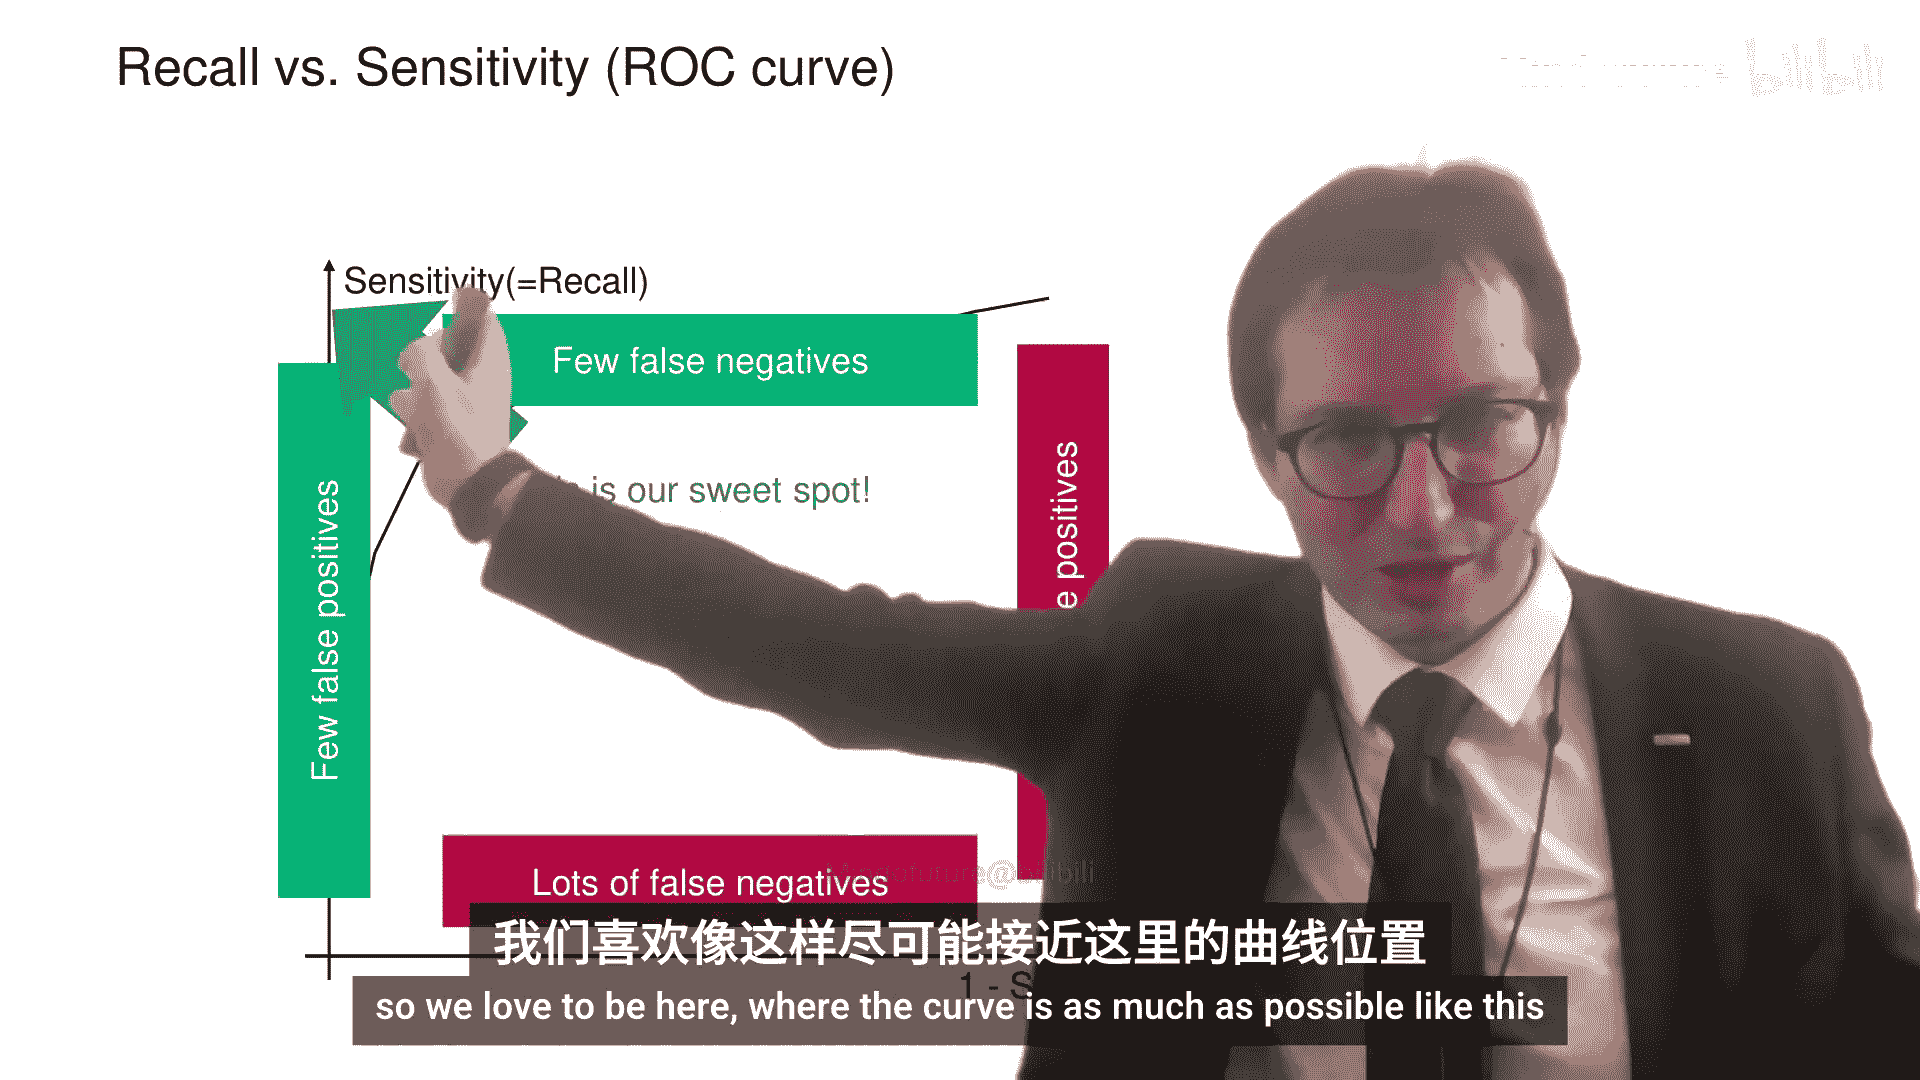 Recall vs. Sensitivity (ROC curve)
bilibili
Sensitivity(=Recall)
Few false negatives
is our sweet spot!
Few false positives
positives
Lots of false negatives
1 - S
我们喜欢像这样尽可能接近这里的曲线位置
so we love to be here, where the curve is as much as possible like this